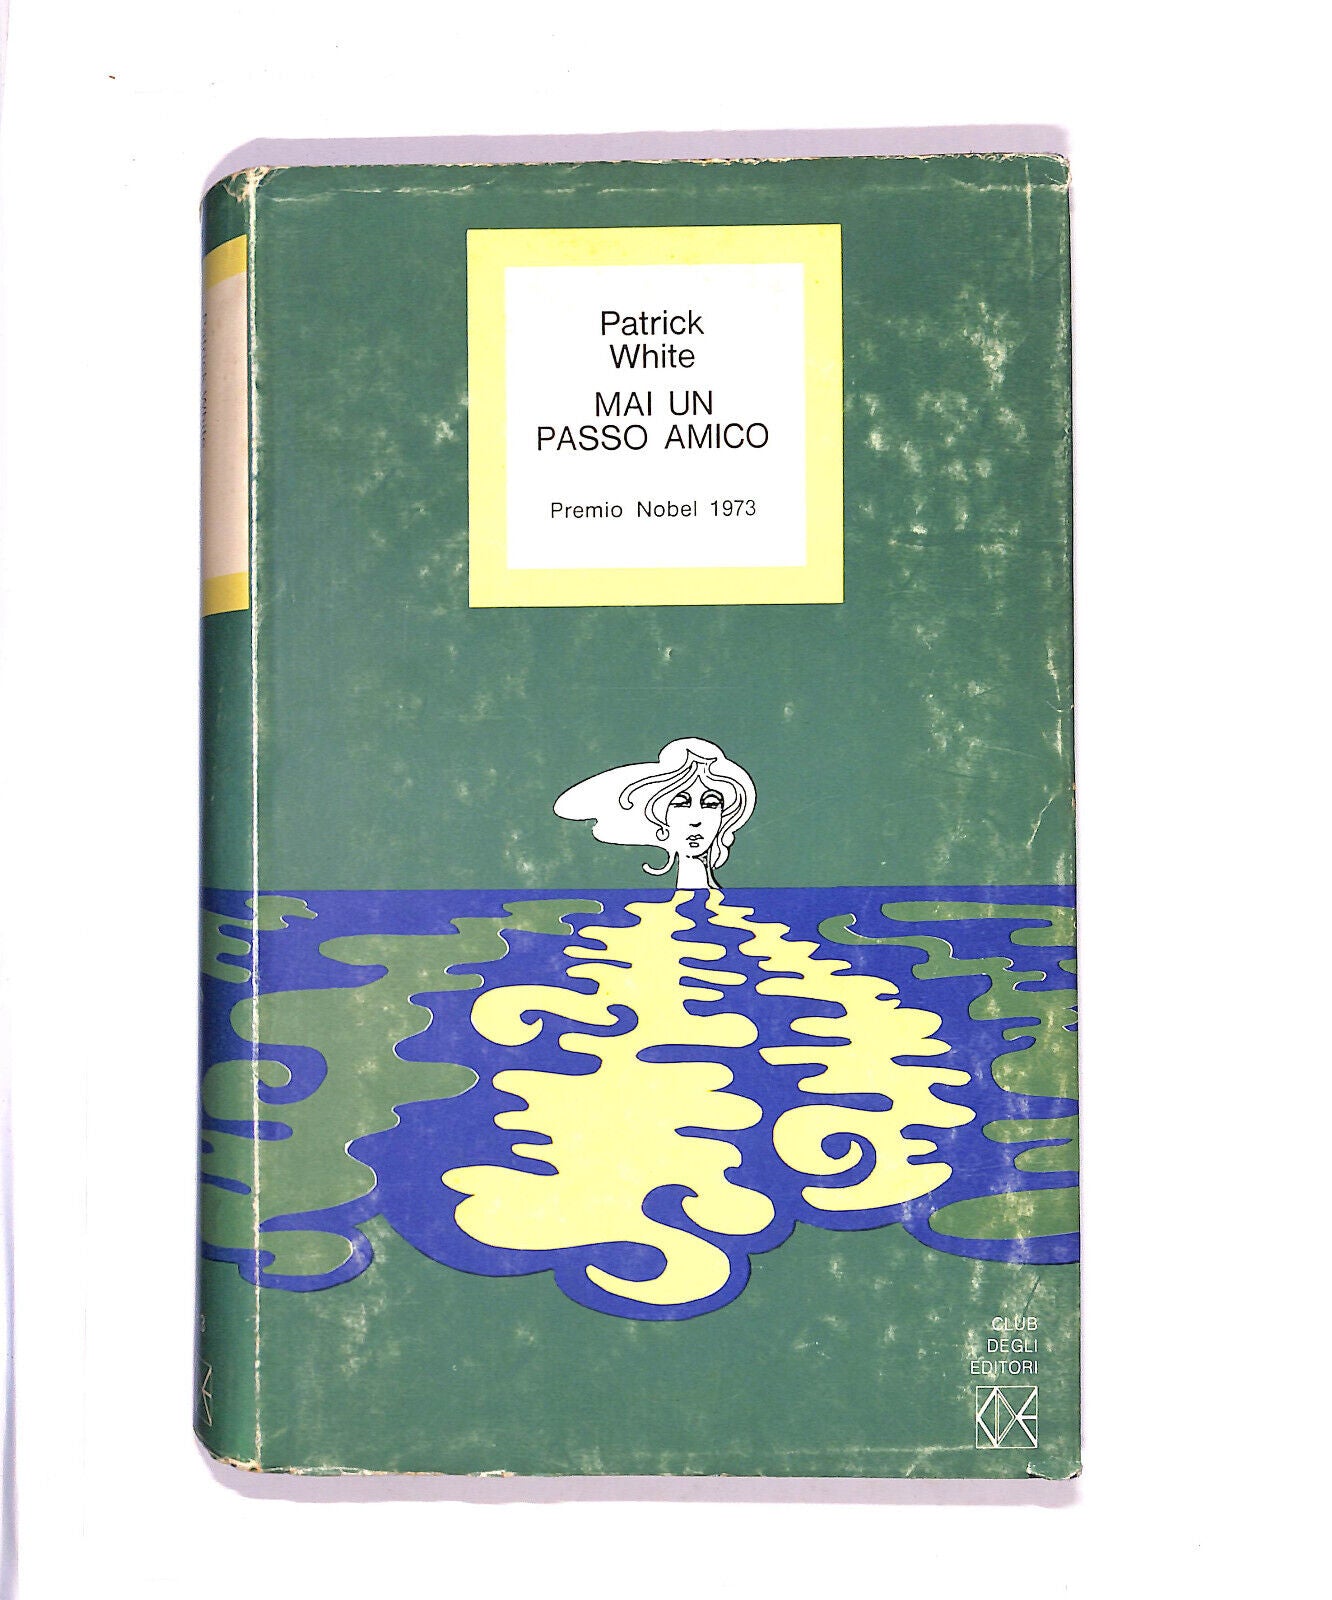 Patrick
White
MAI UN
PASSO AMICO
Premio Nobel 1973
CLUB
DEGLI
EDITORI